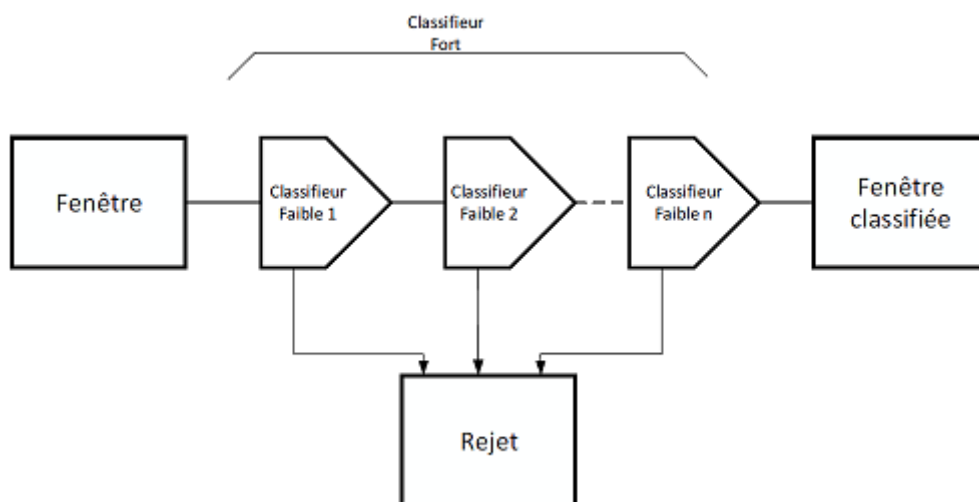 Classifieur
Fort
Fenêtre
Classifieur
Faible 1
Classifieur
Faible 2
Classifieur
Faible n
Fenêtre
classifiée
Rejet